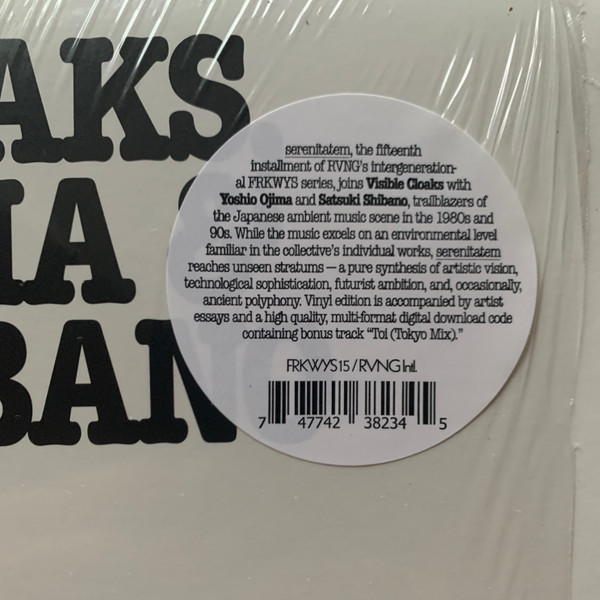 AKS
IA
BAN
serenitatem, the fifteenth
installment of RVNG's intergeneration-
al FRKWYS series, joins Visible Cloaks with
Yoshio Ojima and Satsuki Shibano, trailblazers of
the Japanese ambient music scene in the 1980s and
90s. While the music excels on an environmental level
familiar in the collective's individual works, serenitatem
reaches unseen stratums — a pure synthesis of artistic vision,
technological sophistication, futurist ambition, and, occasionally,
ancient polyphony. Vinyl edition is accompanied by artist
essays and a high quality, multi-format digital download code
containing bonus track “Toi (Tokyo Mix).”
FRKWYS15 / RVNG Intl.
7 47742 38234 5